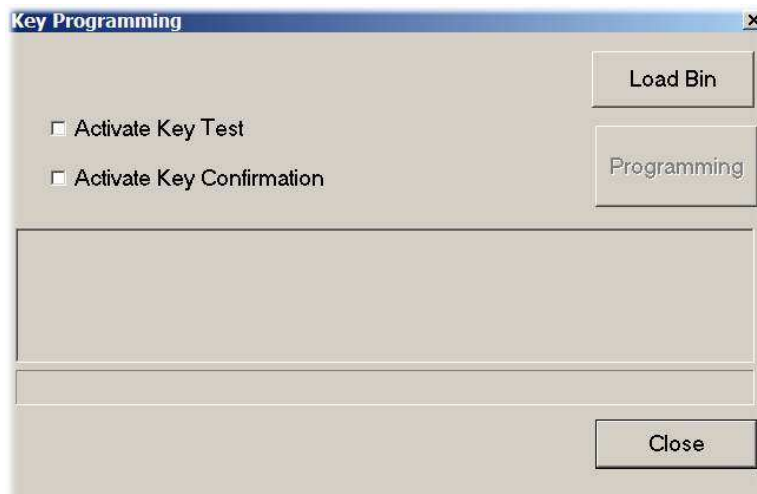 Key Programming
Load Bin
Activate Key Test
Programming
Activate Key Confirmation
Close